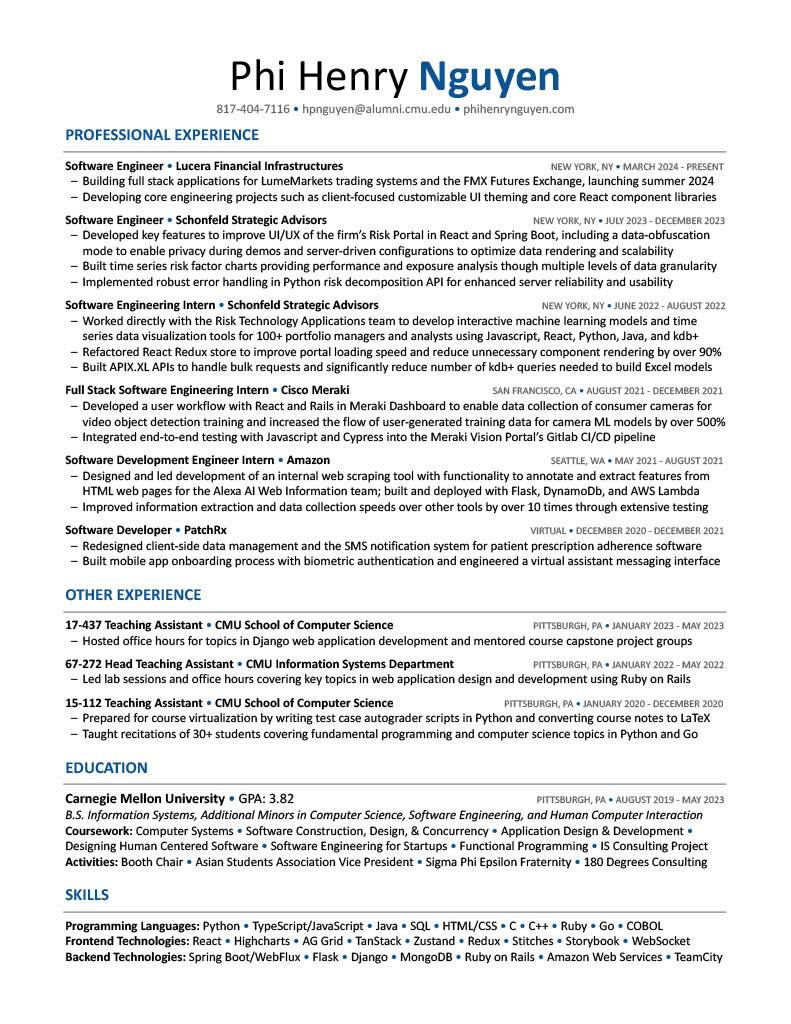 Phi Henry Nguyen
817-404-7116 • hpnguyen@alumni.cmu.edu • phihenrynguyen.com
PROFESSIONAL EXPERIENCE
Software Engineer • Lucera Financial Infrastructures NEW YORK, NY • MARCH 2024 - PRESENT
– Building full stack applications for LumeMarkets trading systems and the FMX Futures Exchange, launching summer 2024
– Developing core engineering projects such as client-focused customizable UI theming and core React component libraries
Software Engineer • Schonfeld Strategic Advisors NEW YORK, NY • JULY 2023 - DECEMBER 2023
– Developed key features to improve UI/UX of the firm's Risk Portal in React and Spring Boot, including a data-obfuscation
mode to enable privacy during demos and server-driven configurations to optimize data rendering and scalability
– Built time series risk factor charts providing performance and exposure analysis though multiple levels of data granularity
– Implemented robust error handling in Python risk decomposition API for enhanced server reliability and usability
Software Engineering Intern • Schonfeld Strategic Advisors NEW YORK, NY • JUNE 2022 - AUGUST 2022
– Worked directly with the Risk Technology Applications team to develop interactive machine learning models and time
series data visualization tools for 100+ portfolio managers and analysts using Javascript, React, Python, Java, and kdb+
– Refactored React Redux store to improve portal loading speed and reduce unnecessary component rendering by over 90%
– Built APIX.XL APIs to handle bulk requests and significantly reduce number of kdb+ queries needed to build Excel models
Full Stack Software Engineering Intern • Cisco Meraki SAN FRANCISCO, CA • AUGUST 2021 - DECEMBER 2021
– Developed a user workflow with React and Rails in Meraki Dashboard to enable data collection of consumer cameras for
video object detection training and increased the flow of user-generated training data for camera ML models by over 500%
– Integrated end-to-end testing with Javascript and Cypress into the Meraki Vision Portal's Gitlab CI/CD pipeline
Software Development Engineer Intern • Amazon SEATTLE, WA • MAY 2021 - AUGUST 2021
– Designed and led development of an internal web scraping tool with functionality to annotate and extract features from
HTML web pages for the Alexa AI Web Information team; built and deployed with Flask, DynamoDb, and AWS Lambda
– Improved information extraction and data collection speeds over other tools by over 10 times through extensive testing
Software Developer • PatchRx VIRTUAL • DECEMBER 2020 - DECEMBER 2021
– Redesigned client-side data management and the SMS notification system for patient prescription adherence software
– Built mobile app onboarding process with biometric authentication and engineered a virtual assistant messaging interface
OTHER EXPERIENCE
17-437 Teaching Assistant • CMU School of Computer Science PITTSBURGH, PA • JANUARY 2023 - MAY 2023
– Hosted office hours for topics in Django web application development and mentored course capstone project groups
67-272 Head Teaching Assistant • CMU Information Systems Department PITTSBURGH, PA • JANUARY 2022 - MAY 2022
– Led lab sessions and office hours covering key topics in web application design and development using Ruby on Rails
15-112 Teaching Assistant • CMU School of Computer Science PITTSBURGH, PA • JANUARY 2020 - DECEMBER 2020
– Prepared for course virtualization by writing test case autograder scripts in Python and converting course notes to LaTeX
– Taught recitations of 30+ students covering fundamental programming and computer science topics in Python and Go
EDUCATION
Carnegie Mellon University • GPA: 3.82 PITTSBURGH, PA • AUGUST 2019 - MAY 2023
B.S. Information Systems, Additional Minors in Computer Science, Software Engineering, and Human Computer Interaction
Coursework: Computer Systems • Software Construction, Design, & Concurrency • Application Design & Development •
Designing Human Centered Software • Software Engineering for Startups • Functional Programming • IS Consulting Project
Activities: Booth Chair • Asian Students Association Vice President • Sigma Phi Epsilon Fraternity • 180 Degrees Consulting
SKILLS
Programming Languages: Python • TypeScript/JavaScript • Java • SQL • HTML/CSS • C • C++ • Ruby • Go • COBOL
Frontend Technologies: React • Highcharts • AG Grid • TanStack • Zustand • Redux • Stitches • Storybook • WebSocket
Backend Technologies: Spring Boot/WebFlux • Flask • Django • MongoDB • Ruby on Rails • Amazon Web Services • TeamCity